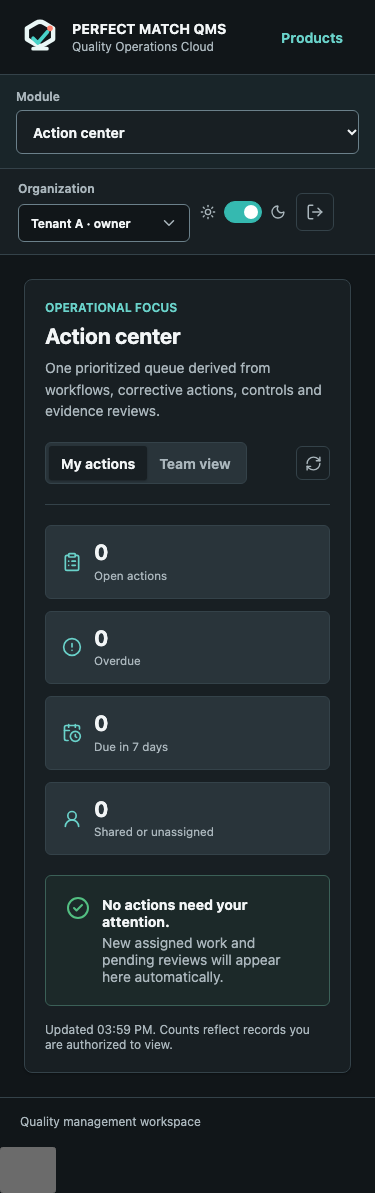 PERFECT MATCH QMS
Quality Operations Cloud
Products
Module
Action center
Organization
Tenant A · owner
OPERATIONAL FOCUS
Action center
One prioritized queue derived from
workflows, corrective actions, controls and
evidence reviews.
My actions
Team view
0
Open actions
0
Overdue
0
Due in 7 days
0
Shared or unassigned
No actions need your
attention.
New assigned work and
pending reviews will appear
here automatically.
Updated 03:59 PM. Counts reflect records you
are authorized to view.
Quality management workspace